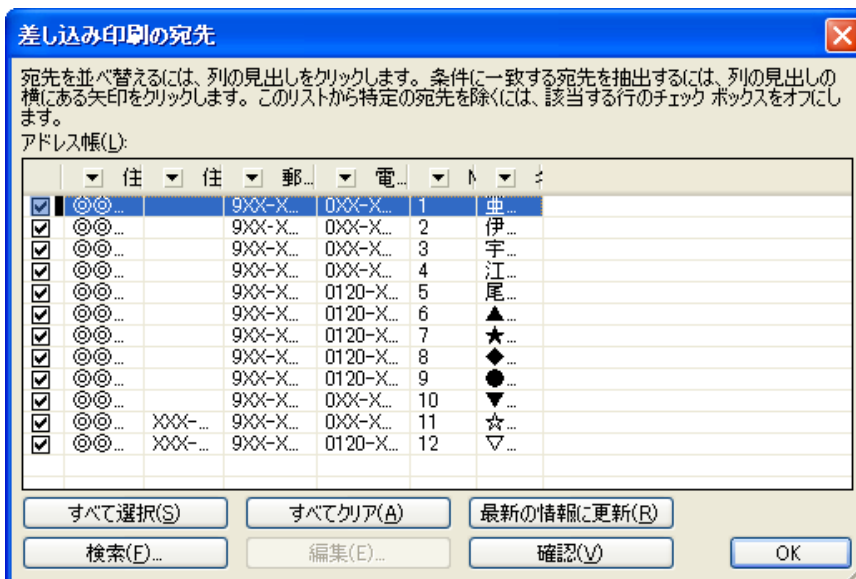 差し込み印刷の宛先
宛先を並べ替えるには、列の見出しをクリックします。条件に一致する宛先を抽出するには、列の見出しの
横にある矢印をクリックします。このリストから特定の宛先を除くには、該当する行のチェック ボックスをオフにし
ます。
アドレス帳(L):
住 住 郵... 電...
◎◎... 9XX-X... 0XX-X... 1 亜...
◎◎... 9XX-X... 0XX-X... 2 伊...
◎◎... 9XX-X... 0XX-X... 3 宇...
◎◎... 9XX-X... 0XX-X... 4 江...
◎◎... 9XX-X... 0120-X... 5 尾...
◎◎... 9XX-X... 0120-X... 6 ▲...
◎◎... 9XX-X... 0120-X... 7 ★...
◎◎... 9XX-X... 0120-X... 8 ◆...
◎◎... 9XX-X... 0120-X... 9 ●...
◎◎... 9XX-X... 0XX-X... 10 ▼...
◎◎... XXX-... 9XX-X... 0XX-X... 11 ☆...
◎◎... XXX-... 9XX-X... 0120-X... 12 ▽...
すべて選択(S) すべてクリア(A) 最新の情報に更新(R)
検索(F)... 編集(E)... 確認(V) OK